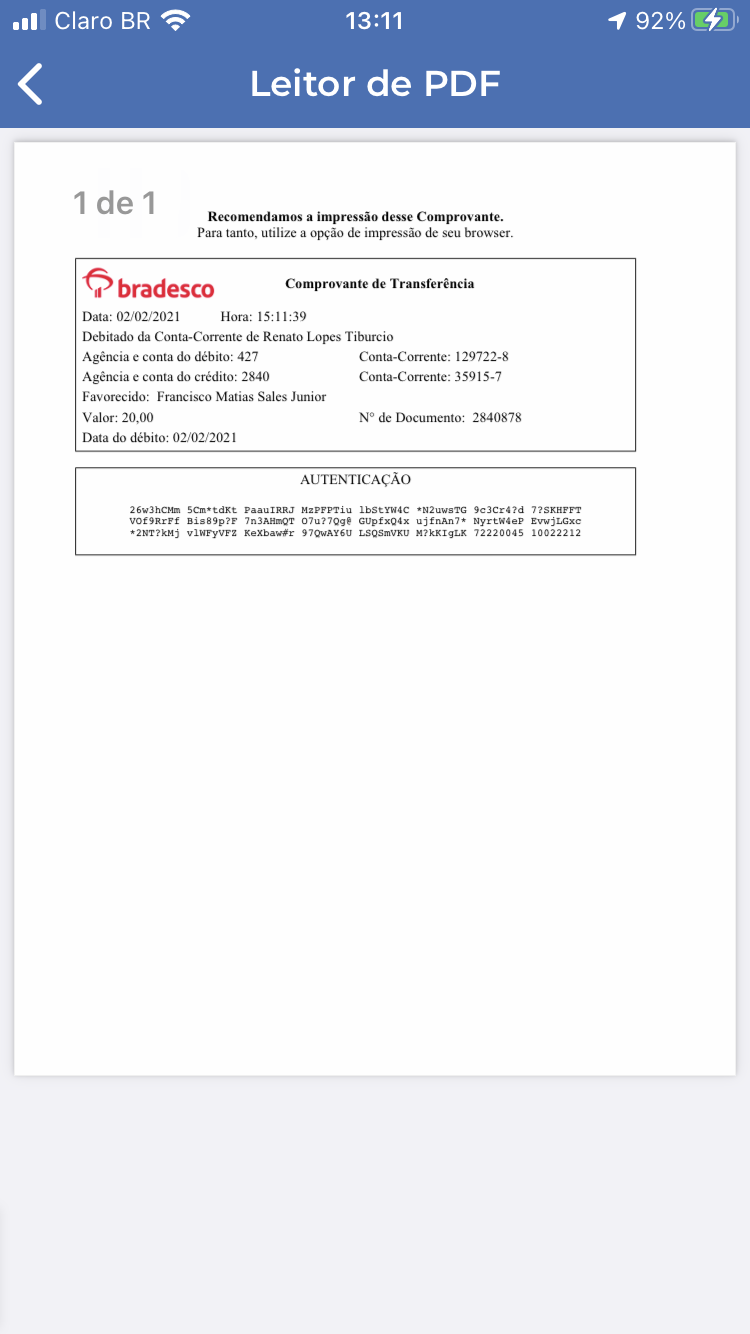 Claro BR 13:11 92%
Leitor de PDF
1 de 1
Recomendamos a impressão desse Comprovante.
Para tanto, utilize a opção de impressão de seu browser.
bradesco Comprovante de Transferência
Data: 02/02/2021 Hora: 15:11:39
Debitado da Conta-Corrente de Renato Lopes Tiburcio
Agência e conta do débito: 427 Conta-Corrente: 129722-8
Agência e conta do crédito: 2840 Conta-Corrente: 35915-7
Favorecido: Francisco Matias Sales Junior
Valor: 20,00 N° de Documento: 2840878
Data do débito: 02/02/2021
AUTENTICAÇÃO
26w3hCMm 5Cm*tdKt PaauIRRJ MzPFPTiu lbStYW4C *N2uwsTG 9c3Cr4?d 7?SKHFFT
VOf9RrFf Bis89p?F 7n3AHmQT O7u?7Qg@ GUpfxQ4x ujfnAn7* NyrtW4eP EvwjLGxc
*2NT?kMj vlWFyVFZ KeXbaw#r 97QwAY6U LSQSmVKU M?kKIgLK 72220045 10022212